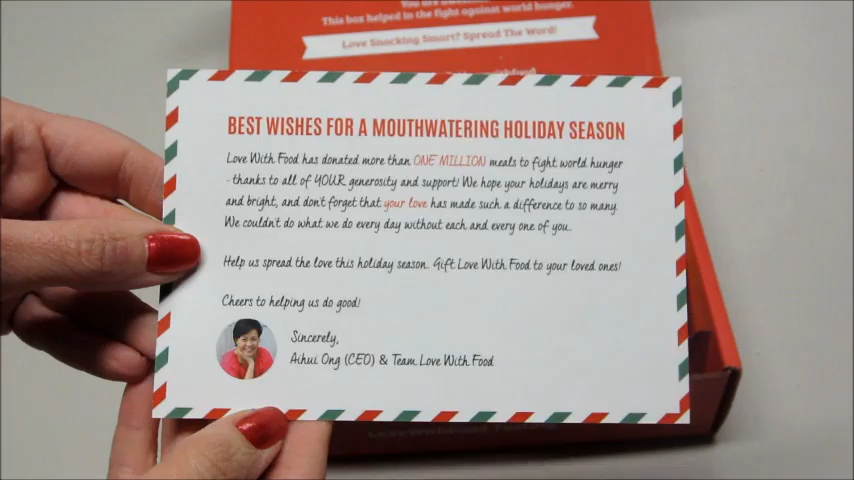 This box helped in the fight against world hunger.
Love Snacking Smart? Spread The Word!
BEST WISHES FOR A MOUTHWATERING HOLIDAY SEASON
Love With Food has donated more than ONE MILLION meals to fight world hunger
- thanks to all of YOUR generosity and support! We hope your holidays are merry
and bright, and don't forget that your love has made such a difference to so many.
We couldn't do what we do every day without each and every one of you.
Help us spread the love this holiday season. Gift Love With Food to your loved ones!
Cheers to helping us do good!
Sincerely,
Aihui Ong (CEO) & Team Love With Food